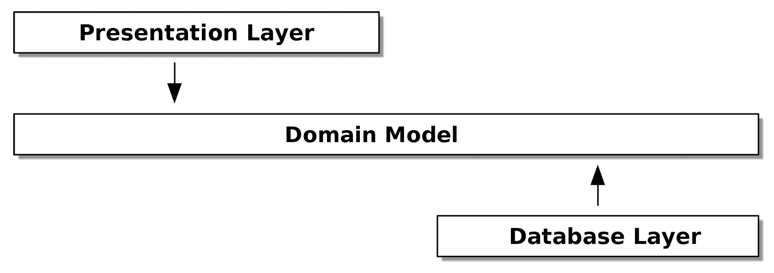 Presentation Layer
Domain Model
Database Layer